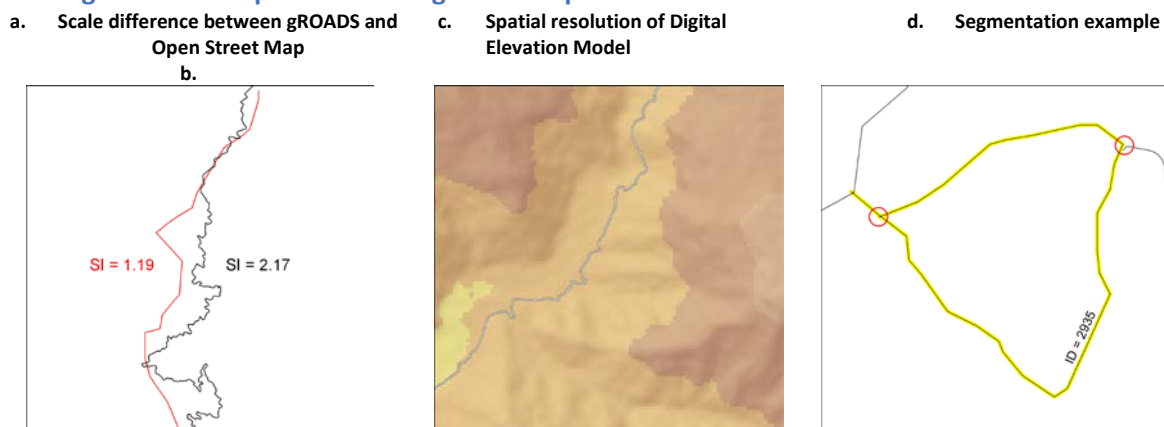 a. Scale difference between gROADS and
Open Street Map
b.
c. Spatial resolution of Digital
Elevation Model
d. Segmentation example
SI = 1.19
SI = 2.17
ID = 2935